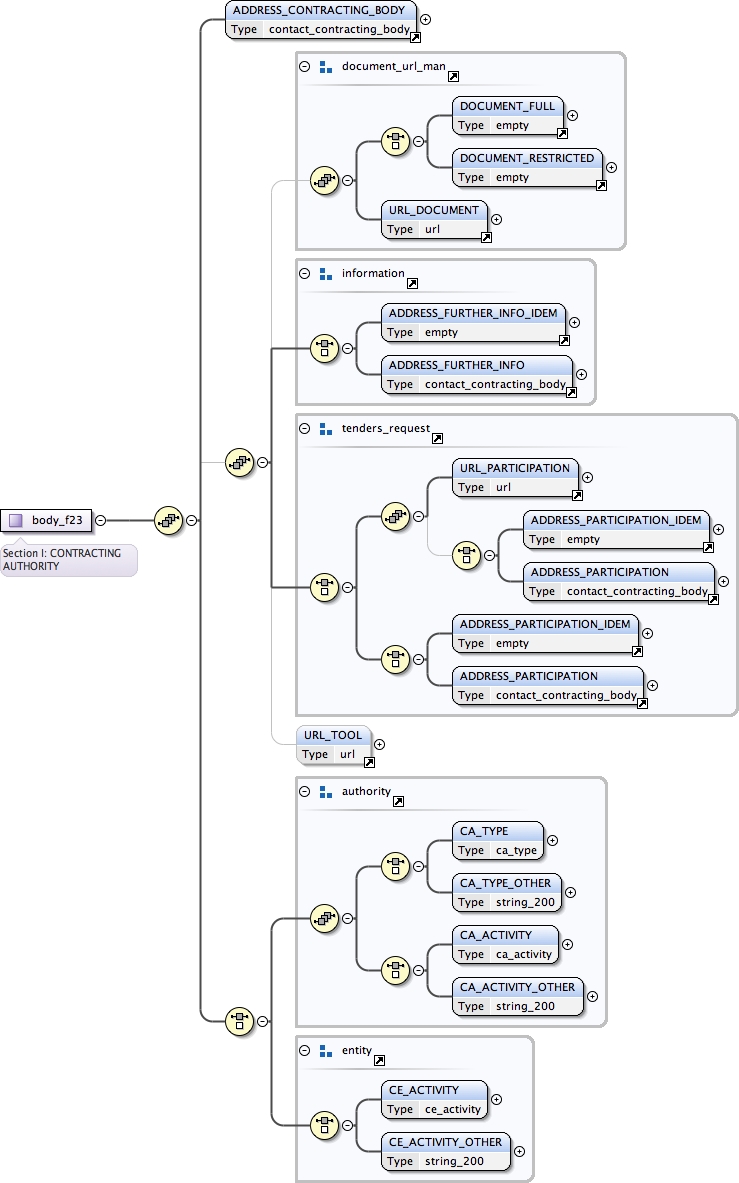 ADDRESS_CONTRACTING_BODY
Type contact_contracting_body
document_url_man
DOCUMENT_FULL
Type empty
DOCUMENT_RESTRICTED
Type empty
URL_DOCUMENT
Type url
information
ADDRESS_FURTHER_INFO_IDEM
Type empty
ADDRESS_FURTHER_INFO
Type contact_contracting_body
tenders_request
URL_PARTICIPATION
Type url
ADDRESS_PARTICIPATION_IDEM
Type empty
ADDRESS_PARTICIPATION
Type contact_contracting_body
ADDRESS_PARTICIPATION_IDEM
Type empty
ADDRESS_PARTICIPATION
Type contact_contracting_body
body_f23
Section I: CONTRACTING
AUTHORITY
URL_TOOL
Type url
authority
CA_TYPE
Type ca_type
CA_TYPE_OTHER
Type string_200
CA_ACTIVITY
Type ca_activity
CA_ACTIVITY_OTHER
Type string_200
entity
CE_ACTIVITY
Type ce_activity
CE_ACTIVITY_OTHER
Type string_200